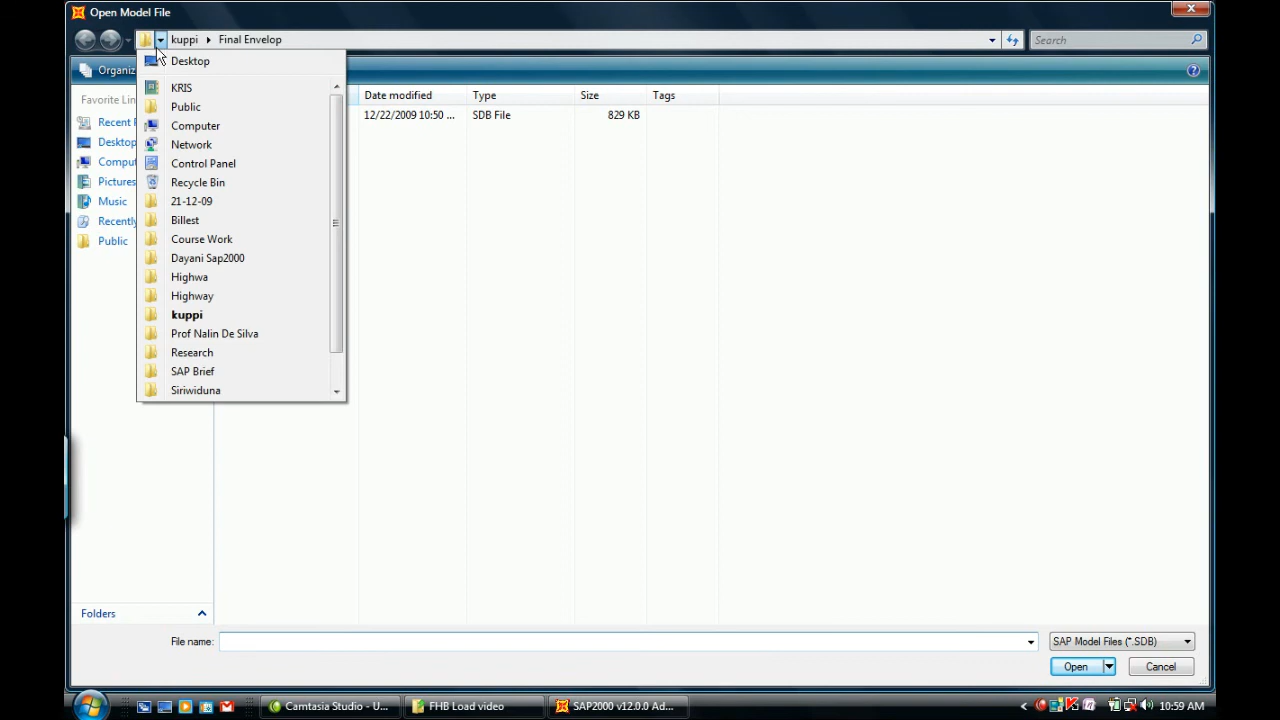 Open Model File
kuppi Final Envelop
Search
Desktop
Organiz
Date modified Type Size Tags
Favorite Lin
KRIS
12/22/2009 10:50 ... SDB File 829 KB
Public
Recent
Computer
Desktop
Network
Comput
Control Panel
Pictures
Recycle Bin
Music
21-12-09
Recently
Billest
Public
Course Work
Dayani Sap2000
Highwa
Highway
kuppi
Prof Nalin De Silva
Research
SAP Brief
Siriwiduna
Folders
File name:
SAP Model Files (*.SDB)
Open Cancel
Camtasia Studio - U... FHB Load video SAP2000 v12.0.0 Ad... 10:59 AM